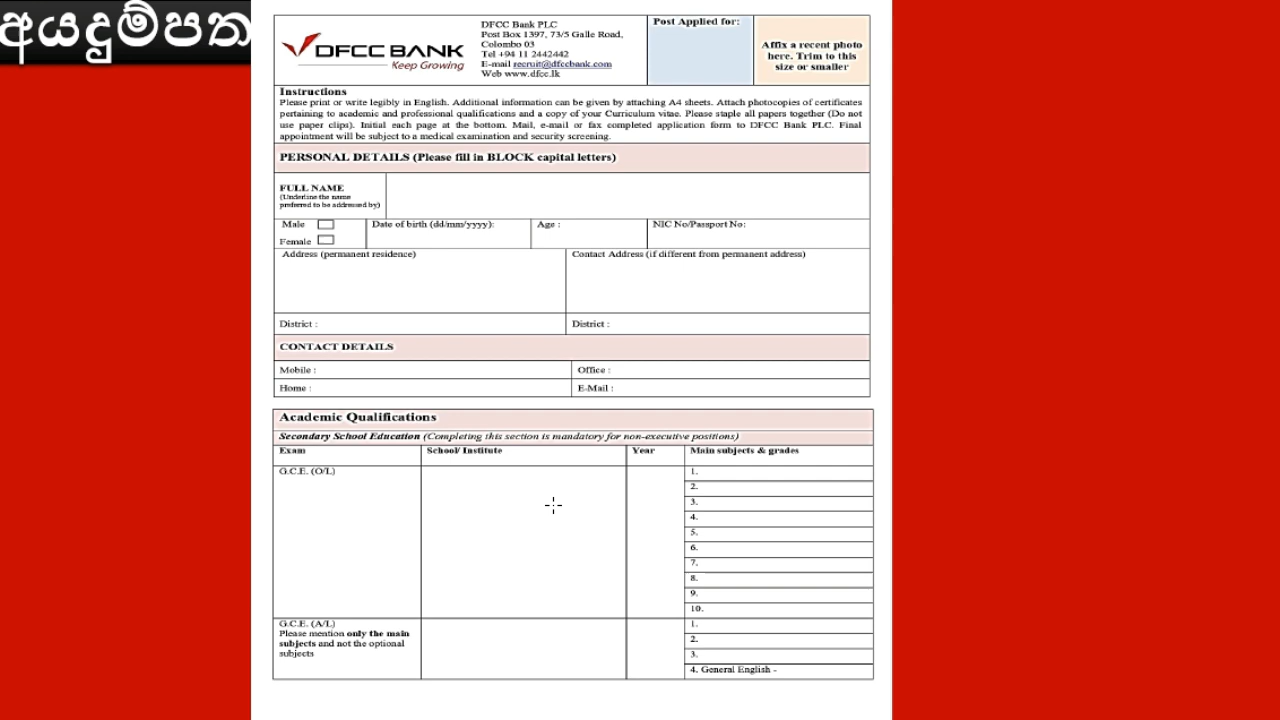 අයදුම්පත
DFCC BANK
Keep Growing
DFCC Bank PLC
Post Box 1397, 73/5 Galle Road,
Colombo 03
Tel +94 11 2442442
E-mail recruit@dfccbank.com
Web www.dfcc.lk
Post Applied for:
Affix a recent photo
here. Trim to this
size or smaller
Instructions
Please print or write legibly in English. Additional information can be given by attaching A4 sheets. Attach photocopies of certificates
pertaining to academic and professional qualifications and a copy of your Curriculum vitae. Please staple all papers together (Do not
use paper clips). Initial each page at the bottom. Mail, e-mail or fax completed application form to DFCC Bank PLC. Final
appointment will be subject to a medical examination and security screening.
PERSONAL DETAILS (Please fill in BLOCK capital letters)
FULL NAME
(Underline the name
preferred to be addressed by)
Male
Female
Date of birth (dd/mm/yyyy):
Age :
NIC No/Passport No:
Address (permanent residence)
Contact Address (if different from permanent address)
District :
District :
CONTACT DETAILS
Mobile :
Office :
Home :
E-Mail :
Academic Qualifications
Secondary School Education (Completing this section is mandatory for non-executive positions)
Exam
School/ Institute
Year
Main subjects & grades
G.C.E. (O/L)
1.
2.
3.
4.
5.
6.
7.
8.
9.
10.
G.C.E. (A/L)
Please mention only the main
subjects and not the optional
subjects
1.
2.
3.
4. General English -